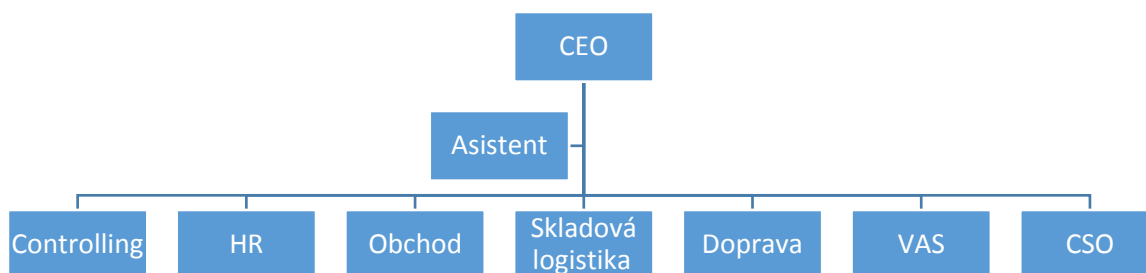 CEO
Asistent
Controlling
HR
Obchod
Skladová
logistika
Doprava
VAS
CSO